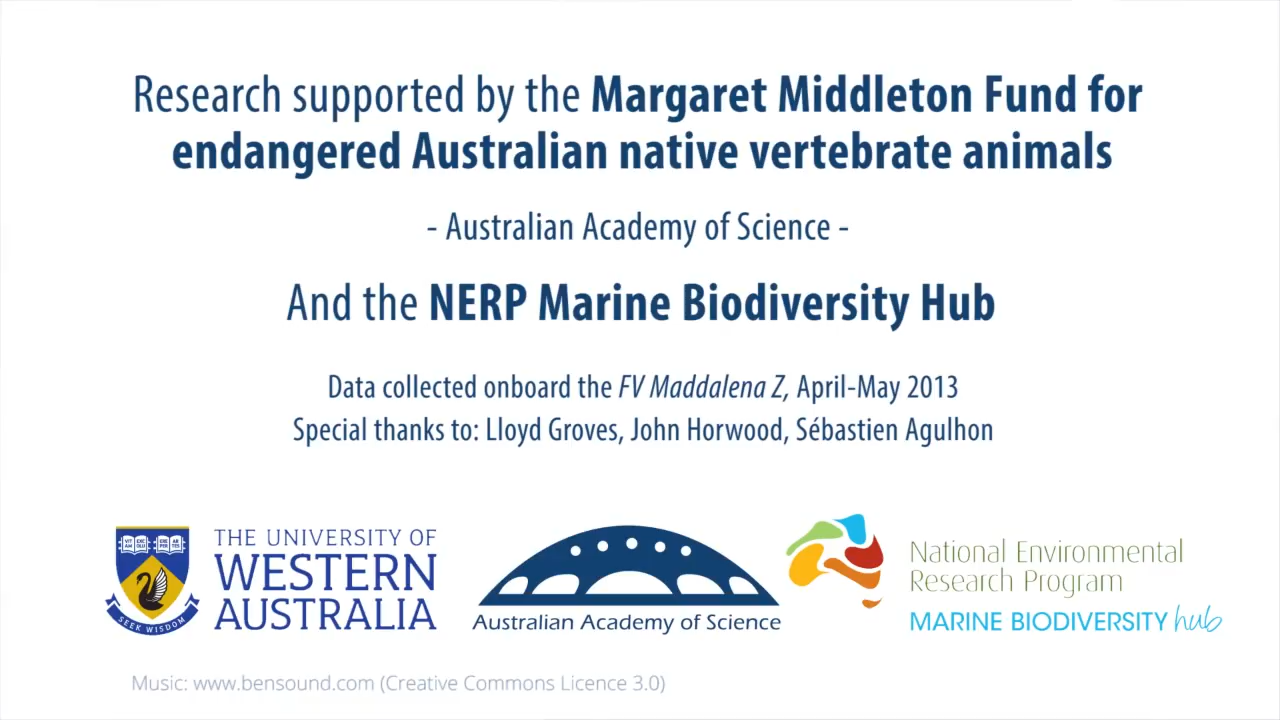 Research supported by the Margaret Middleton Fund for
endangered Australian native vertebrate animals
- Australian Academy of Science -
And the NERP Marine Biodiversity Hub
Data collected onboard the FV Maddalena Z, April-May 2013
Special thanks to: Lloyd Groves, John Horwood, Sébastien Agulhon
SEEK WISDOM
THE UNIVERSITY OF
WESTERN
AUSTRALIA
Australian Academy of Science
National Environmental
Research Program
MARINE BIODIVERSITY hub
Music: www.bensound.com (Creative Commons Licence 3.0)